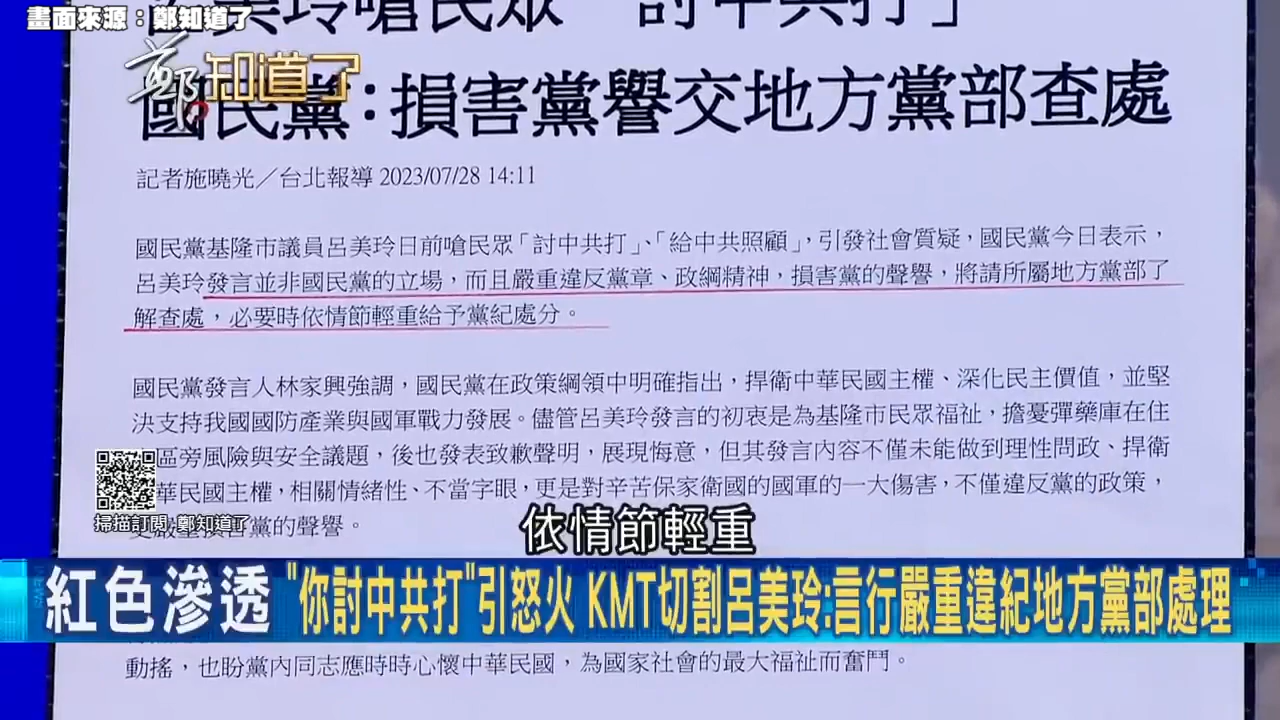 畫面來源：鄭知道了
呂美玲嗆民眾「討中共打」
鄭知道了
國民黨：損害黨譽交地方黨部查處
記者施曉光／台北報導 2023/07/28 14:11
國民黨基隆市議員呂美玲日前嗆民眾「討中共打」、「給中共照顧」，引發社會質疑，國民黨今日表示，
呂美玲發言並非國民黨的立場，而且嚴重違反黨章、政綱精神，損害黨的聲譽，將請所屬地方黨部了
解查處，必要時依情節輕重給予黨紀處分。
國民黨發言人林家興強調，國民黨在政策綱領中明確指出，捍衛中華民國主權、深化民主價值，並堅
決支持我國國防產業與國軍戰力發展。儘管呂美玲發言的初衷是為基隆市民眾福祉，擔憂彈藥庫在住
區旁風險與安全議題，後也發表致歉聲明，展現悔意，但其發言內容不僅未能做到理性問政、捍衛
華民國主權，相關情緒性、不當字眼，更是對辛苦保家衛國的國軍的一大傷害，不僅違反黨的政策，
損害黨的聲譽。
掃描訂閱 鄭知道了
依情節輕重
紅色滲透 "你討中共打"引怒火 KMT切割呂美玲:言行嚴重違紀地方黨部處理
動搖，也盼黨內同志應時時心懷中華民國，為國家社會的最大福祉而奮鬥。